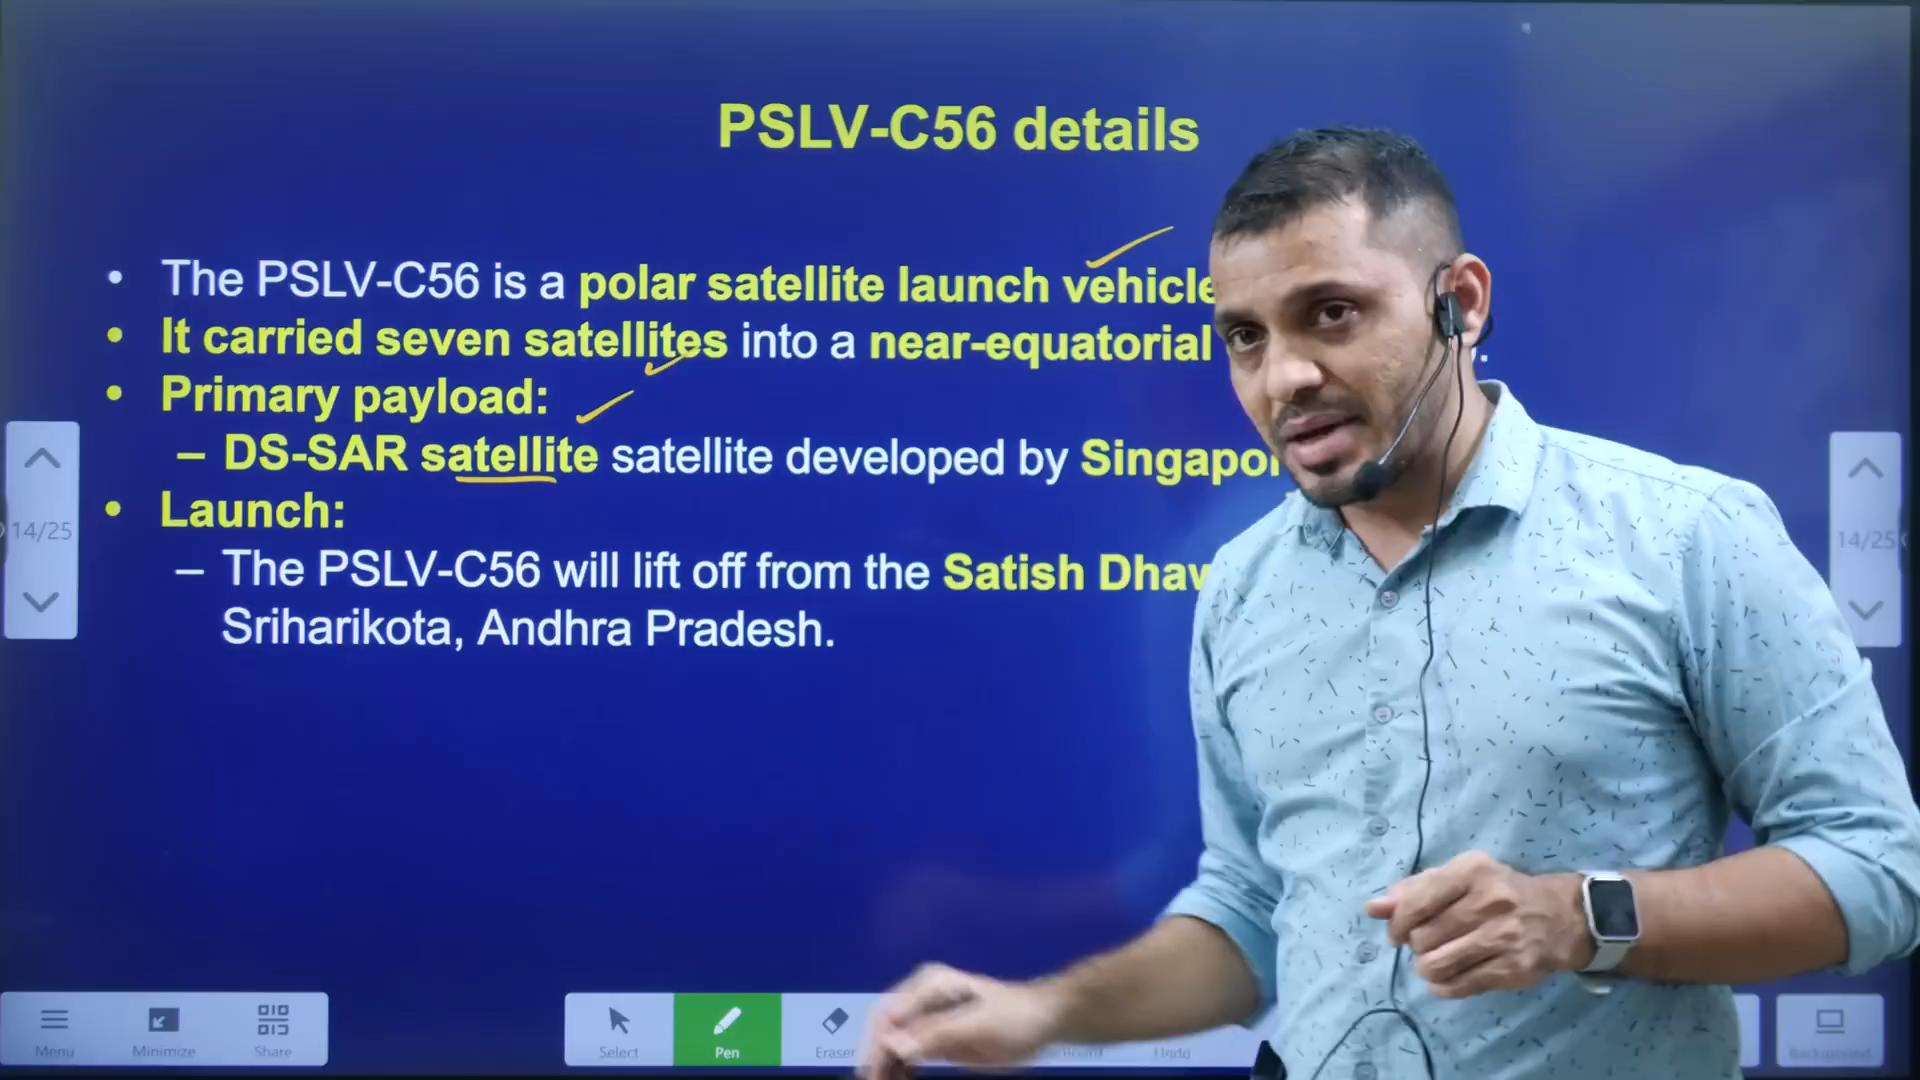 PSLV-C56 details
• The PSLV-C56 is a polar satellite launch vehicle
• It carried seven satellites into a near-equatorial
• Primary payload:
– DS-SAR satellite satellite developed by
• Launch:
– The PSLV-C56 will lift off from the Satish
Sriharikota, Andhra Pradesh.
14/25
14/25
Menu
Minimize
Share
Select
Pen
Eraser
Undo
Background